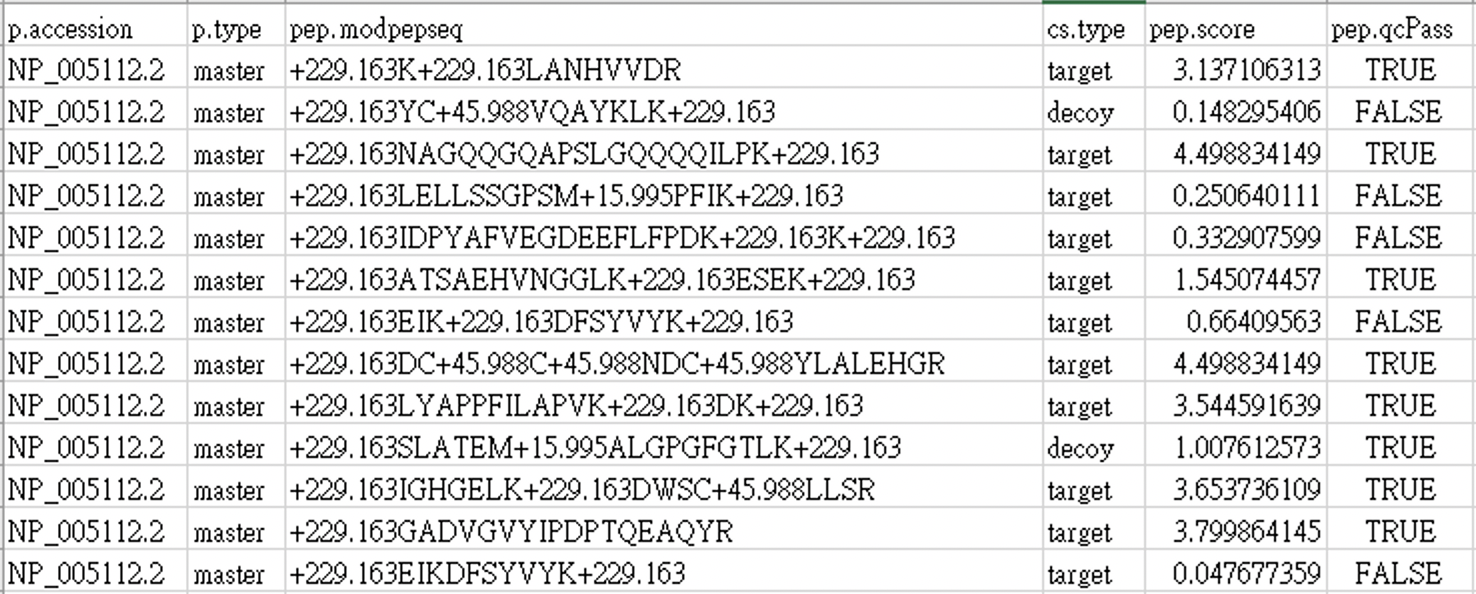 p.accession p.type pep.modpepseq cs.type pep.score pep.qcPass
NP_005112.2 master +229.163K+229.163LANHVVDR target 3.137106313 TRUE
NP_005112.2 master +229.163YC+45.988VQAYKLK+229.163 decoy 0.148295406 FALSE
NP_005112.2 master +229.163NAGQQGQAPSLGQQQQILPK+229.163 target 4.498834149 TRUE
NP_005112.2 master +229.163LELLSSGPSM+15.995PFIK+229.163 target 0.250640111 FALSE
NP_005112.2 master +229.163IDPYAFVEGDEEFLFPDK+229.163K+229.163 target 0.332907599 FALSE
NP_005112.2 master +229.163ATSAEHVNGGLK+229.163ESEK+229.163 target 1.545074457 TRUE
NP_005112.2 master +229.163EIK+229.163DFSYVYK+229.163 target 0.66409563 FALSE
NP_005112.2 master +229.163DC+45.988C+45.988NDC+45.988YLALEHGR target 4.498834149 TRUE
NP_005112.2 master +229.163LYAPPFILAPVK+229.163DK+229.163 target 3.544591639 TRUE
NP_005112.2 master +229.163SLATEM+15.995ALGPGFGTLK+229.163 decoy 1.007612573 TRUE
NP_005112.2 master +229.163IGHGELK+229.163DWSC+45.988LLSR target 3.653736109 TRUE
NP_005112.2 master +229.163GADVGVYIPDPTQEAQYR target 3.799864145 TRUE
NP_005112.2 master +229.163EIKDFSYVYK+229.163 target 0.047677359 FALSE